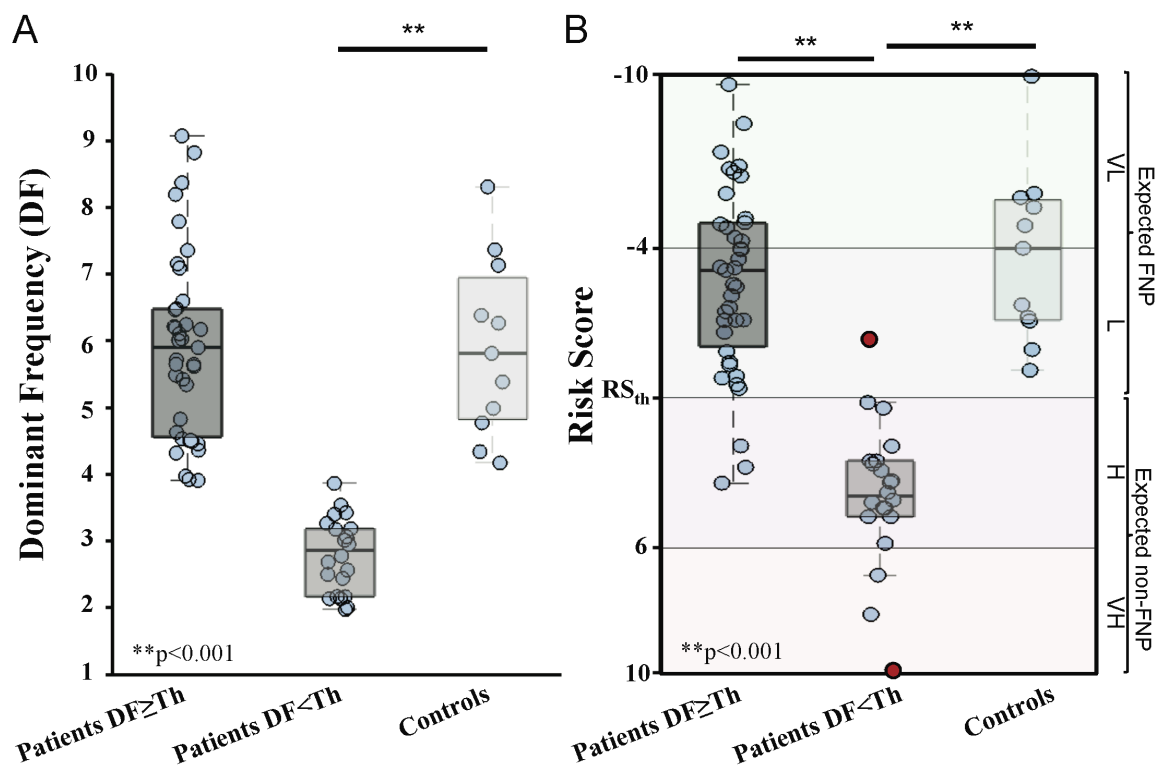 A
**
Dominant Frequency (DF)
10
9
8
7
6
5
4
3
2
1
**p<0.001
Patients DF≥Th
Patients DF<Th
Controls
B
**
**
Risk Score
-10
-4
RSth
6
10
**p<0.001
Patients DF≥Th
Patients DF<Th
Controls
VL
L
Expected FNP
H
VH
Expected non-FNP